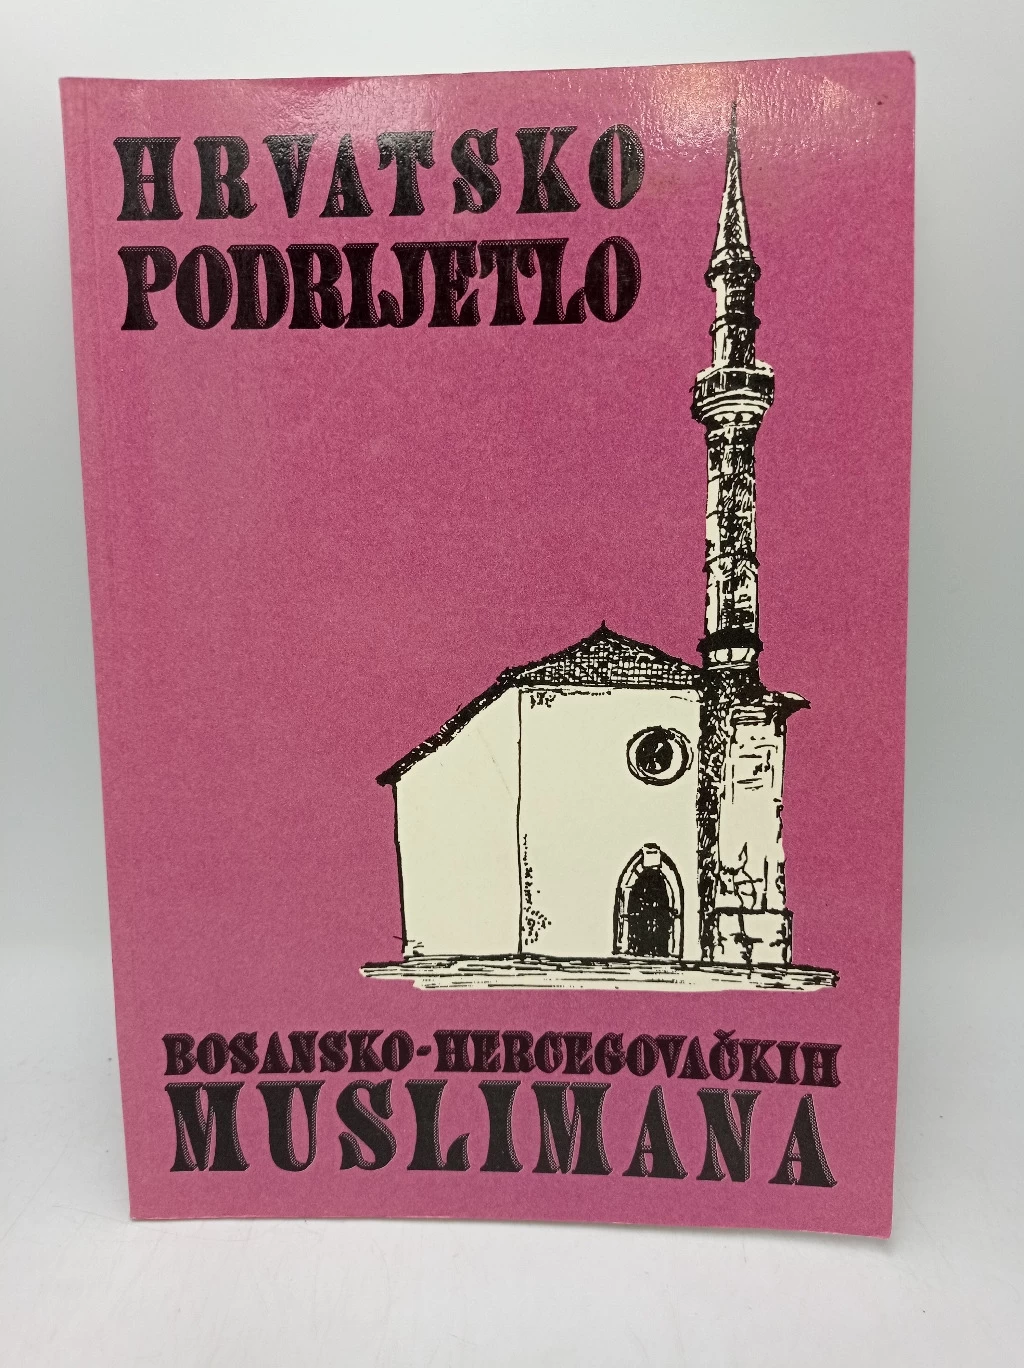 HRVATSKO
PODRIJETLO
BOSANSKO-HERCEGOVAČKIH
MUSLIMANA